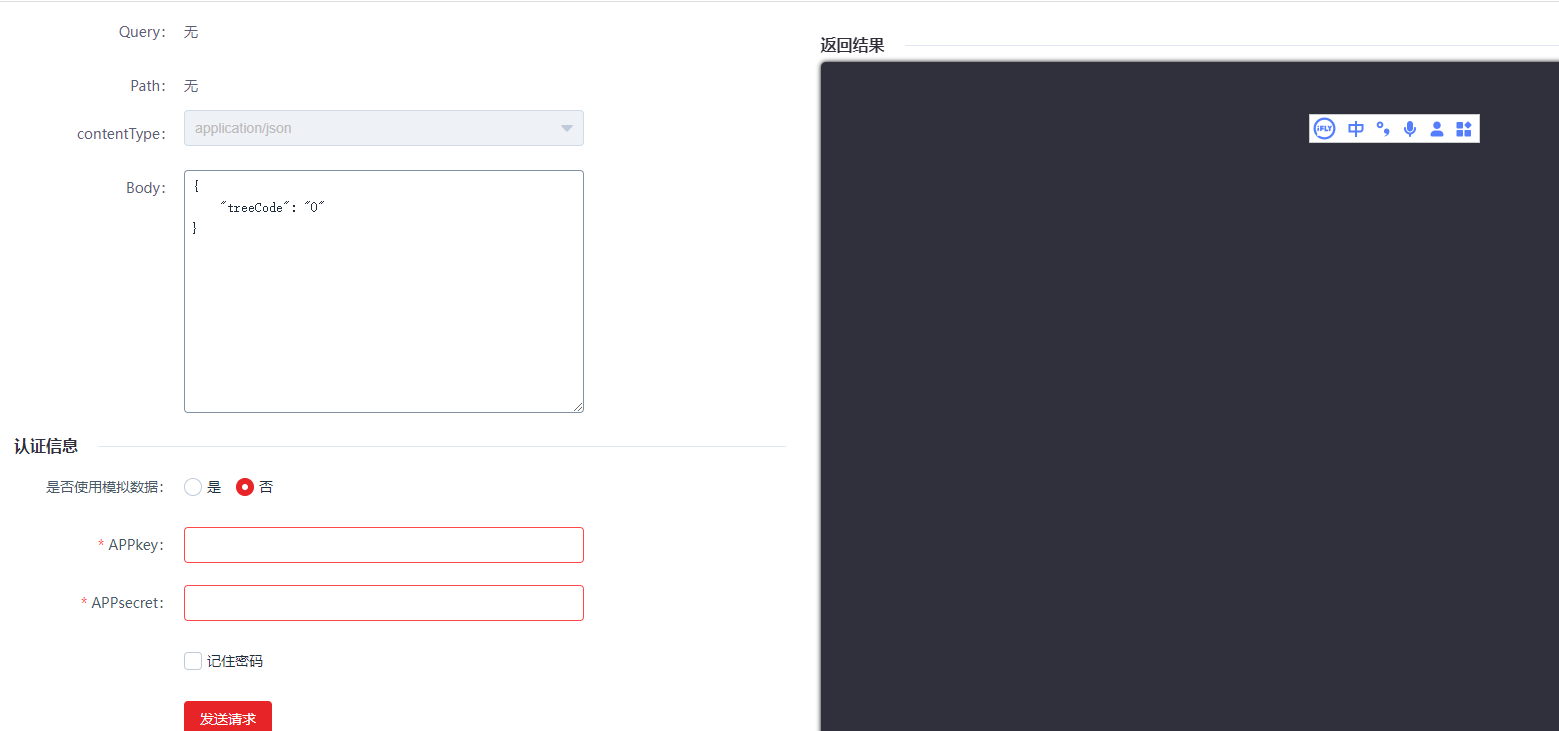 Query： 无
Path： 无
contentType： application/json
Body： {
"treeCode": "0"
}
认证信息
是否使用模拟数据： 是 否
* APPkey：
* APPsecret：
记住密码
发送请求
返回结果
iFLY 中